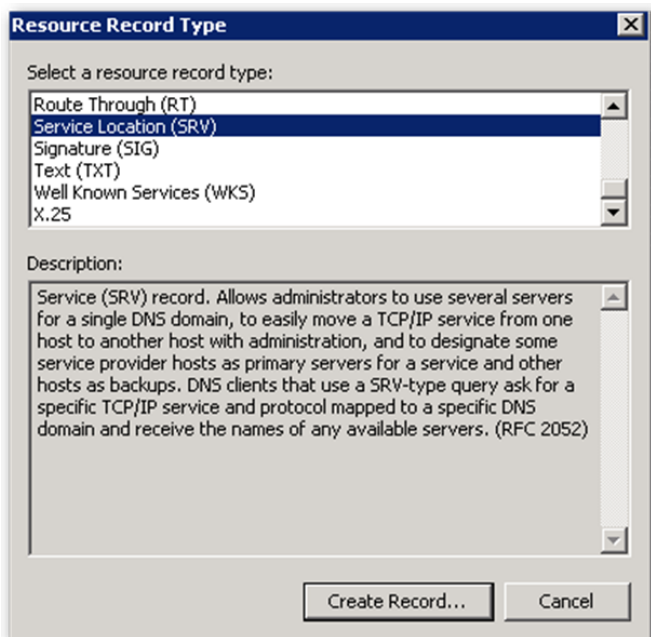 Resource Record Type
Select a resource record type:
Route Through (RT)
Service Location (SRV)
Signature (SIG)
Text (TXT)
Well Known Services (WKS)
X.25
Description:
Service (SRV) record. Allows administrators to use several servers
for a single DNS domain, to easily move a TCP/IP service from one
host to another host with administration, and to designate some
service provider hosts as primary servers for a service and other
hosts as backups. DNS clients that use a SRV-type query ask for a
specific TCP/IP service and protocol mapped to a specific DNS
domain and receive the names of any available servers. (RFC 2052)
Create Record... Cancel